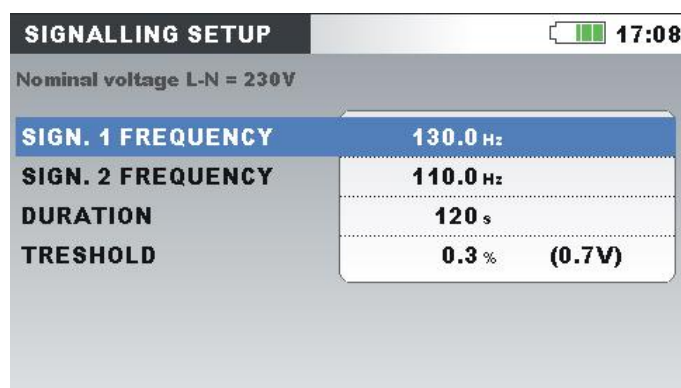 SIGNALLING SETUP 17:08
Nominal voltage L-N = 230V
SIGN. 1 FREQUENCY 130.0 Hz
SIGN. 2 FREQUENCY 110.0 Hz
DURATION 120 s
TRESHOLD 0.3 % (0.7V)